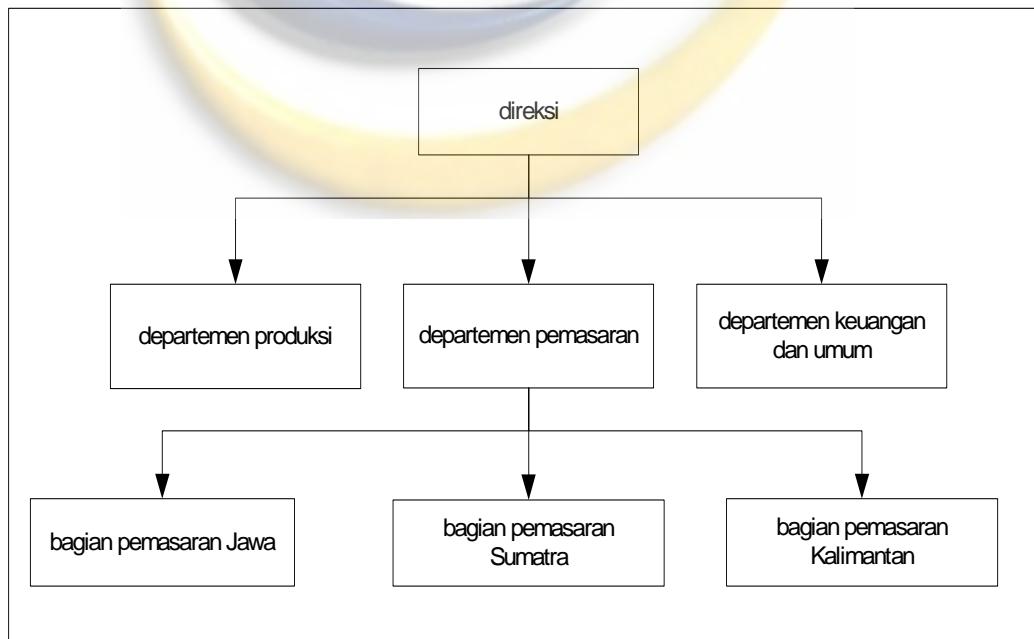 direksi
departemen produksi
departemen pemasaran
departemen keuangan
dan umum
bagian pemasaran Jawa
bagian pemasaran
Sumatra
bagian pemasaran
Kalimantan